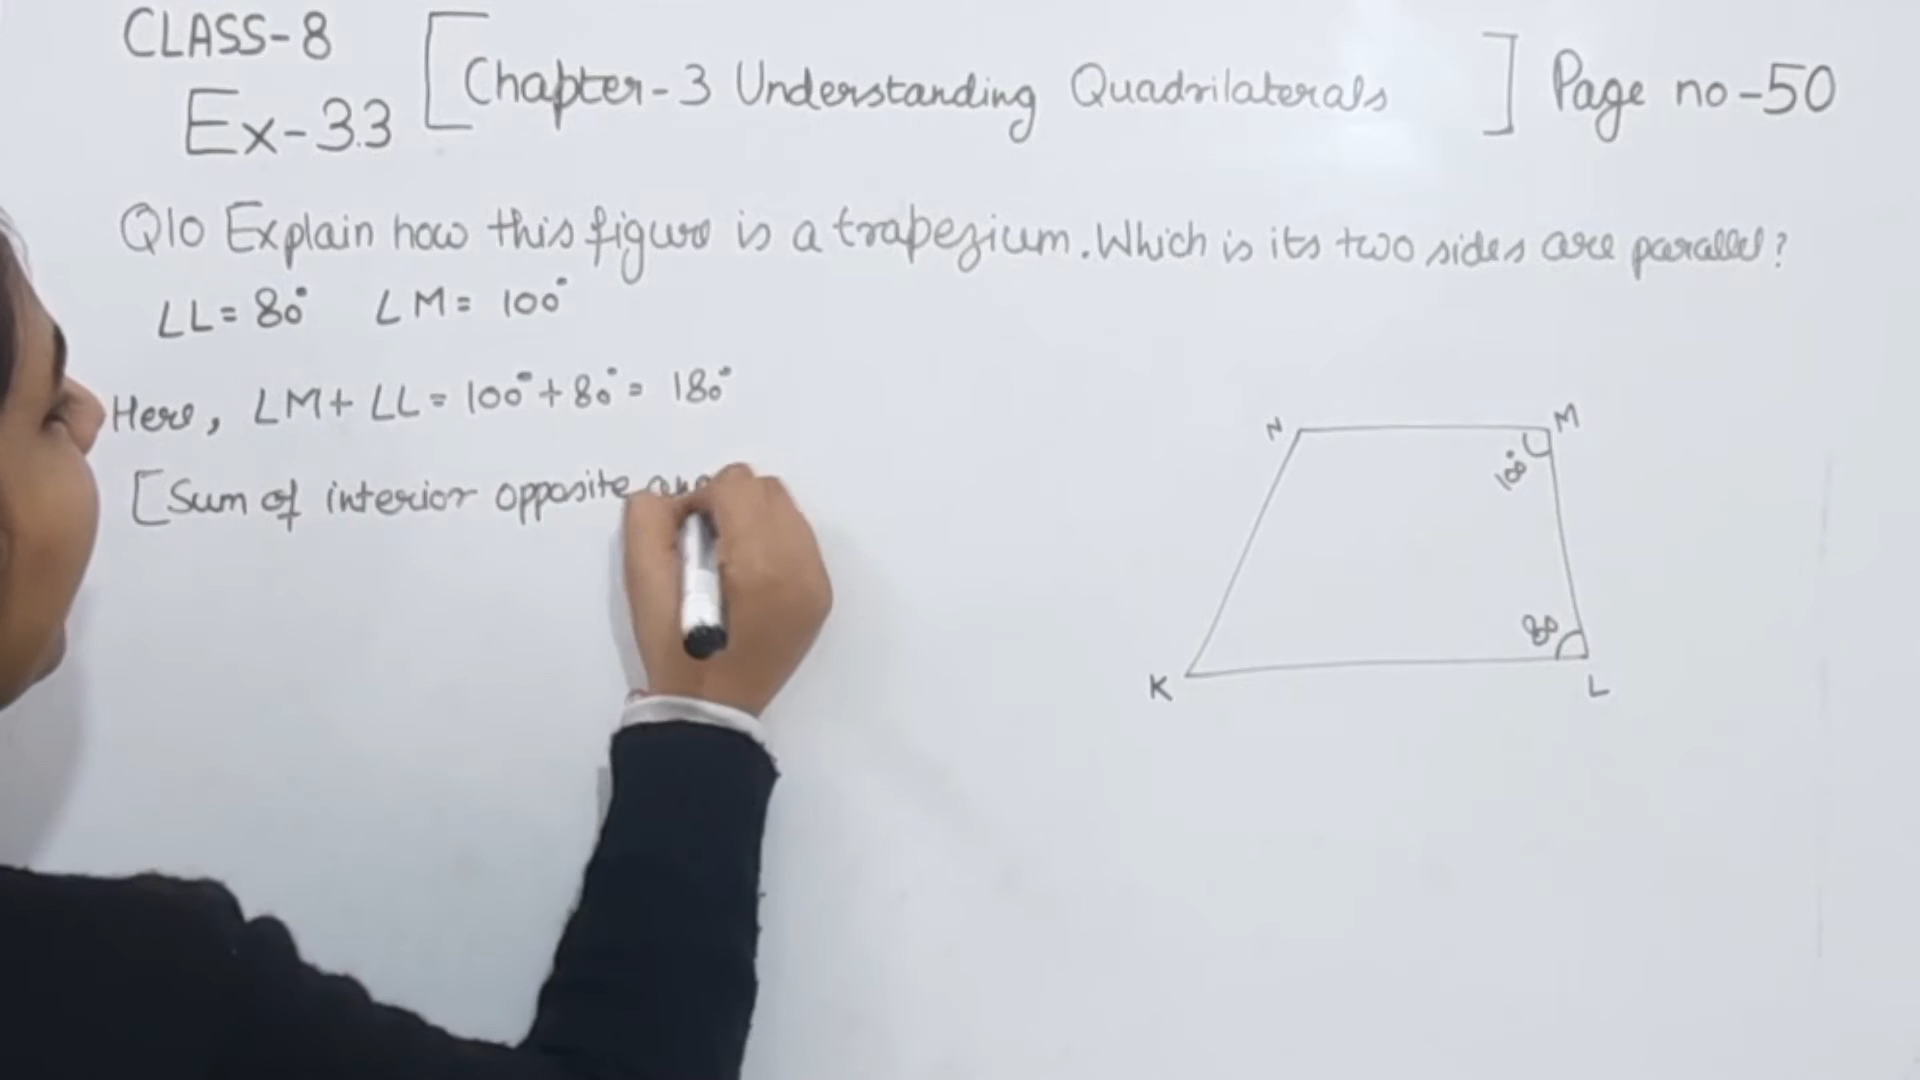 CLASS-8
Ex-3.3 [Chapter-3 Understanding Quadrilaterals] Page no-50
Q10 Explain how this figure is a trapezium. Which is its two sides are parallel?
∠L= 80° ∠M= 100°
Here, ∠M+ ∠L= 100°+80°= 180°
[Sum of interior opposite
N
M
100°
80
K
L